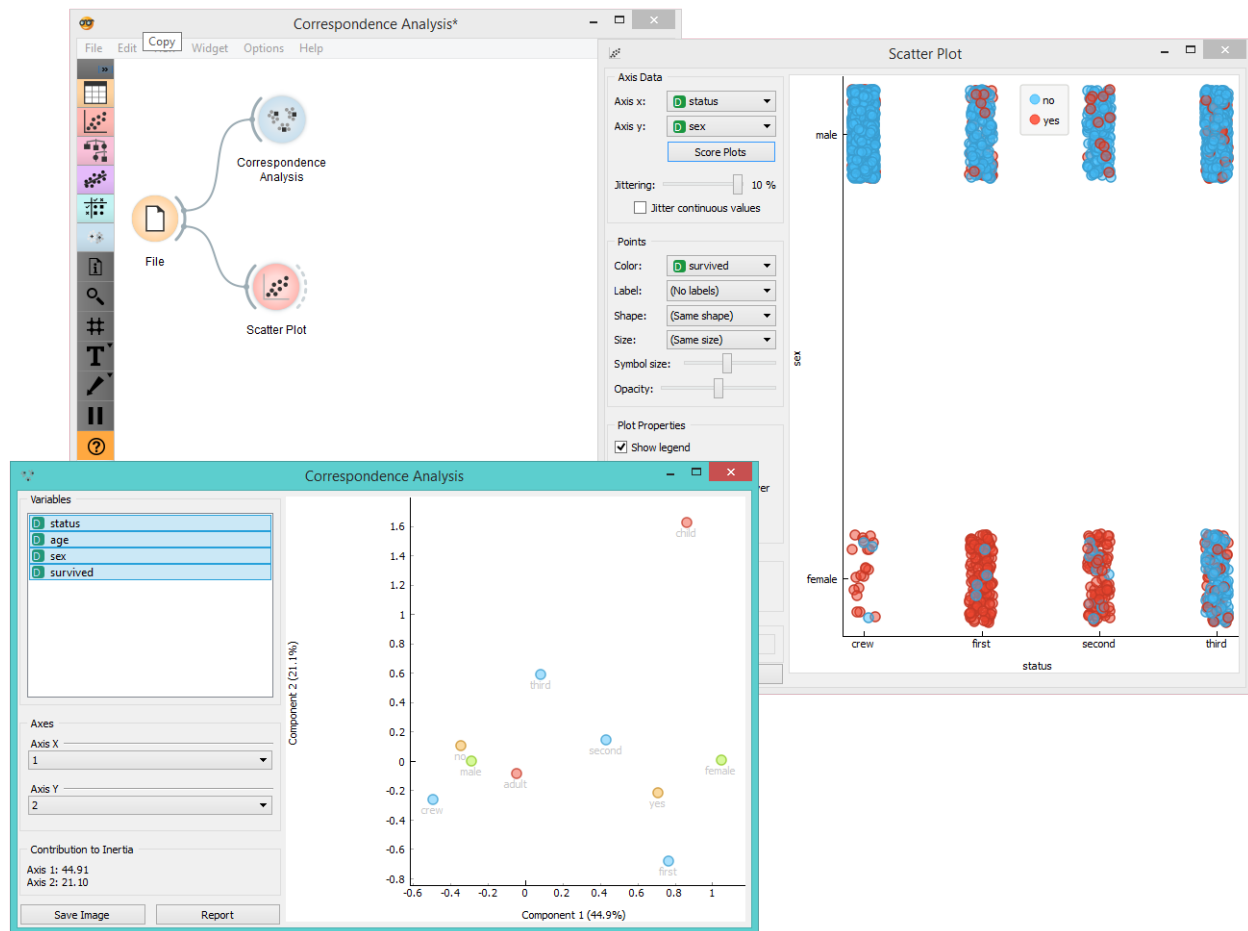 Correspondence Analysis*
File Edit Widget Options Help
Copy
Correspondence
Analysis
File
Scatter Plot
Scatter Plot
Axis Data
Axis x: D status
Axis y: D sex
Score Plots
Jittering: 10 %
Jitter continuous values
Points
Color: D survived
Label: (No labels)
Shape: (Same shape)
Size: (Same size)
Symbol size:
Opacity:
Plot Properties
Show legend
no
yes
male
female
sex
crew first second third
status
Correspondence Analysis
Variables
D status
D age
D sex
D survived
Axes
Axis X
1
Axis Y
2
Contribution to Inertia
Axis 1: 44.91
Axis 2: 21.10
Save Image Report
Component 2 (21.1%)
1.6
1.4
1.2
1
0.8
0.6
0.4
0.2
0
-0.2
-0.4
-0.6
-0.8
child
third
second
no
male
adult
female
crew
yes
first
-0.6 -0.4 -0.2 0 0.2 0.4 0.6 0.8 1
Component 1 (44.9%)